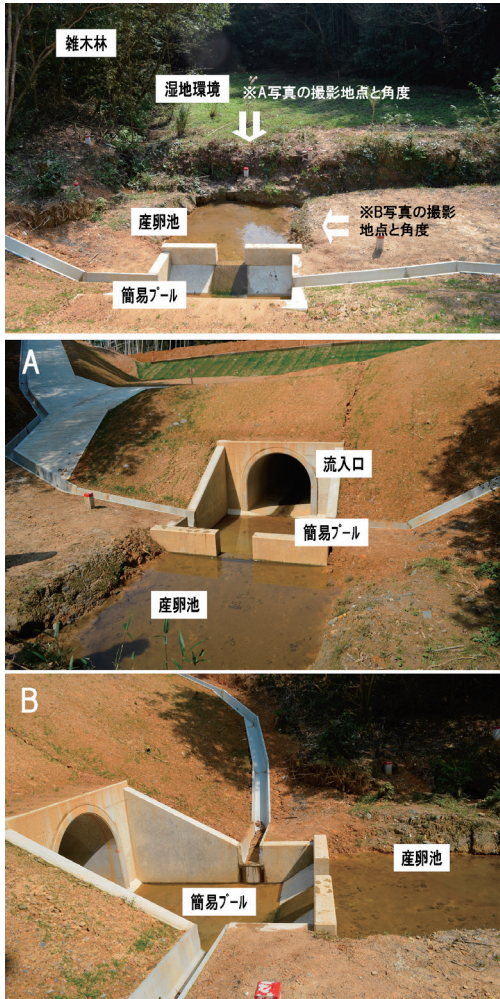 雑木林
湿地環境
※A写真の撮影地点と角度
産卵池
※B写真の撮影
地点と角度
簡易プール
A
流入口
簡易プール
産卵池
B
産卵池
簡易プール